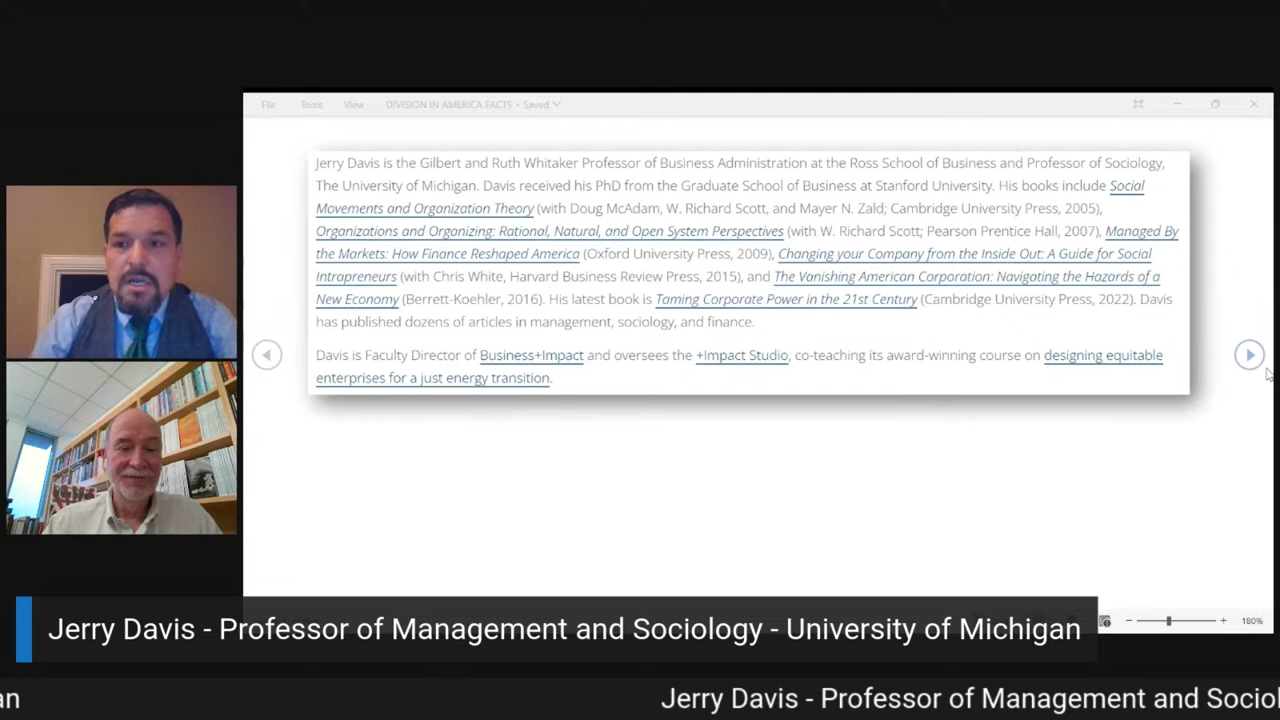 File Tools View DIVISION IN AMERICA FACTS • Saved
Jerry Davis is the Gilbert and Ruth Whitaker Professor of Business Administration at the Ross School of Business and Professor of Sociology,
The University of Michigan. Davis received his PhD from the Graduate School of Business at Stanford University. His books include Social
Movements and Organization Theory (with Doug McAdam, W. Richard Scott, and Mayer N. Zald; Cambridge University Press, 2005),
Organizations and Organizing: Rational, Natural, and Open System Perspectives (with W. Richard Scott; Pearson Prentice Hall, 2007), Managed By
the Markets: How Finance Reshaped America (Oxford University Press, 2009), Changing your Company from the Inside Out: A Guide for Social
Intrapreneurs (with Chris White, Harvard Business Review Press, 2015), and The Vanishing American Corporation: Navigating the Hazards of a
New Economy (Berrett-Koehler, 2016). His latest book is Taming Corporate Power in the 21st Century (Cambridge University Press, 2022). Davis
has published dozens of articles in management, sociology, and finance.
Davis is Faculty Director of Business+Impact and oversees the +Impact Studio, co-teaching its award-winning course on designing equitable
enterprises for a just energy transition.
180%
Jerry Davis - Professor of Management and Sociology - University of Michigan
an Jerry Davis - Professor of Management and Sociol